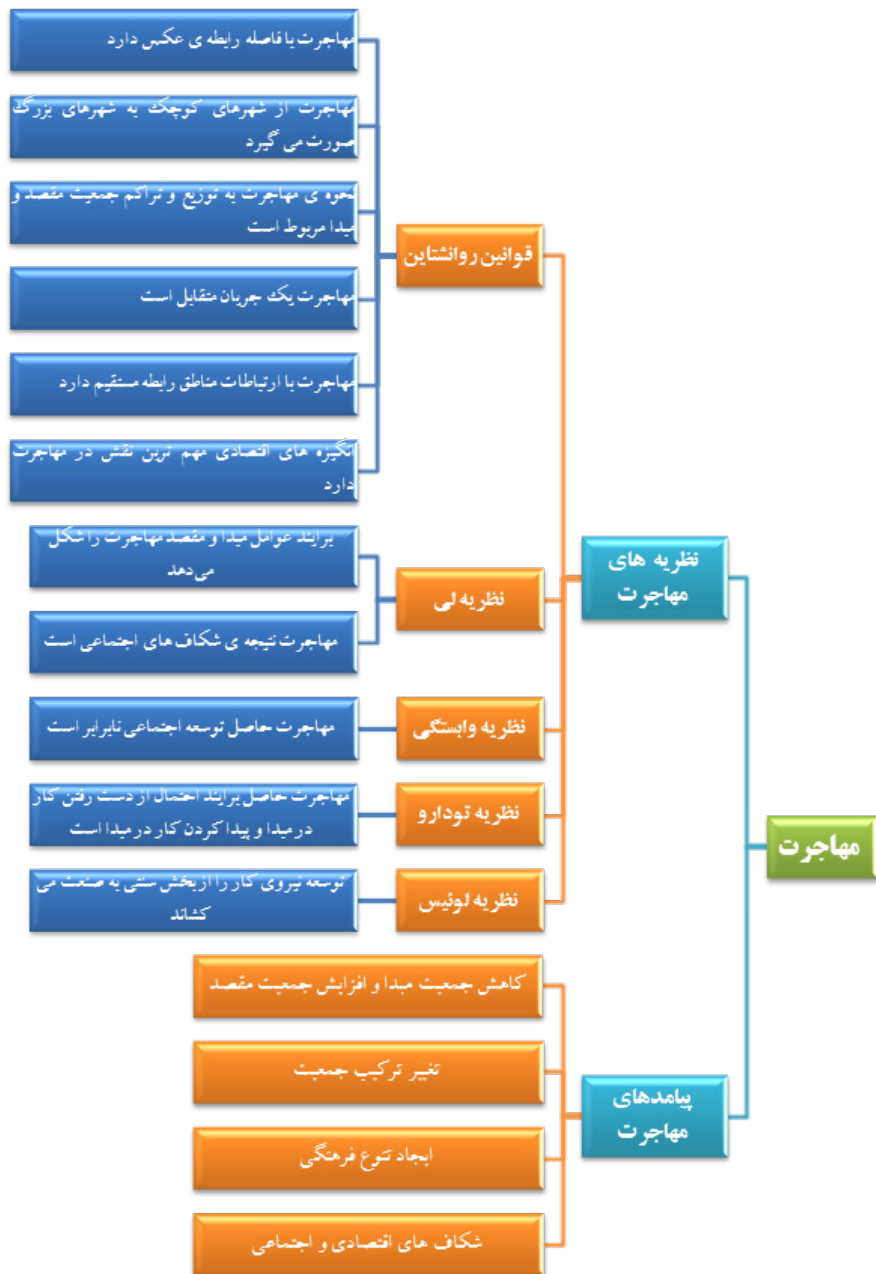 مهاجرت
نظریه های
مهاجرت
قوانین روانشتاین
مهاجرت با فاصله رابطه ی عکس دارد
مهاجرت از شهرهای کوچک به شهرهای بزرگ
صورت می گیرد
نحوه ی مهاجرت به توزیع و تراکم جمعیت مقصد و
مبدا مربوط است
مهاجرت یک جریان متقابل است
مهاجرت با ارتباطات مناطق رابطه مستقیم دارد
انگیزه های اقتصادی مهم ترین نقش در مهاجرت
دارد
نظریه لی
برایند عوامل مبدا و مقصد مهاجرت را شکل
می‌دهد
مهاجرت نتیجه ی شکاف های اجتماعی است
نظریه وابستگی
مهاجرت حاصل توسعه اجتماعی نابرابر است
نظریه تودارو
مهاجرت حاصل برایند احتمال از دست رفتن کار
در مبدا و پیدا کردن کار در مبدا است
نظریه لوئیس
توسعه نیروی کار را از بخش سنتی به صنعت می
کشاند
پیامدهای
مهاجرت
کاهش جمعیت مبدا و افزایش جمعیت مقصد
تغییر ترکیب جمعیت
ایجاد تنوع فرهنگی
شکاف های اقتصادی و اجتماعی